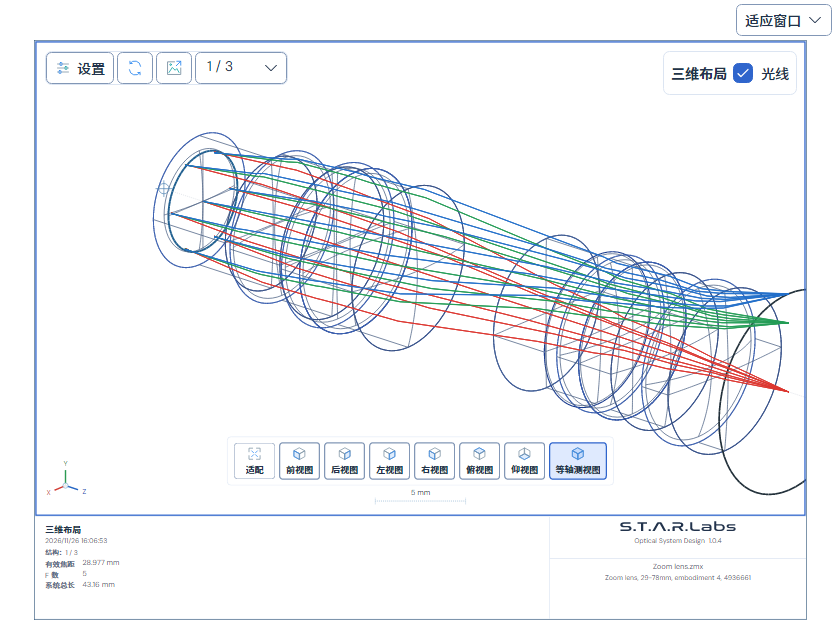 适应窗口
设置
1 / 3
三维布局 光线
Y
X
Z
适配 前视图 后视图 左视图 右视图 俯视图 仰视图 等轴测视图
5 mm
三维布局
2026/11/26 16:06:53
结构: 1 / 3
有效焦距 28.977 mm
F 数 5
系统总长 43.16 mm
S.T.A.R.Labs
Optical System Design 1.0.4
Zoom lens.zmx
Zoom lens, 29-78mm, embodiment 4, 4936661